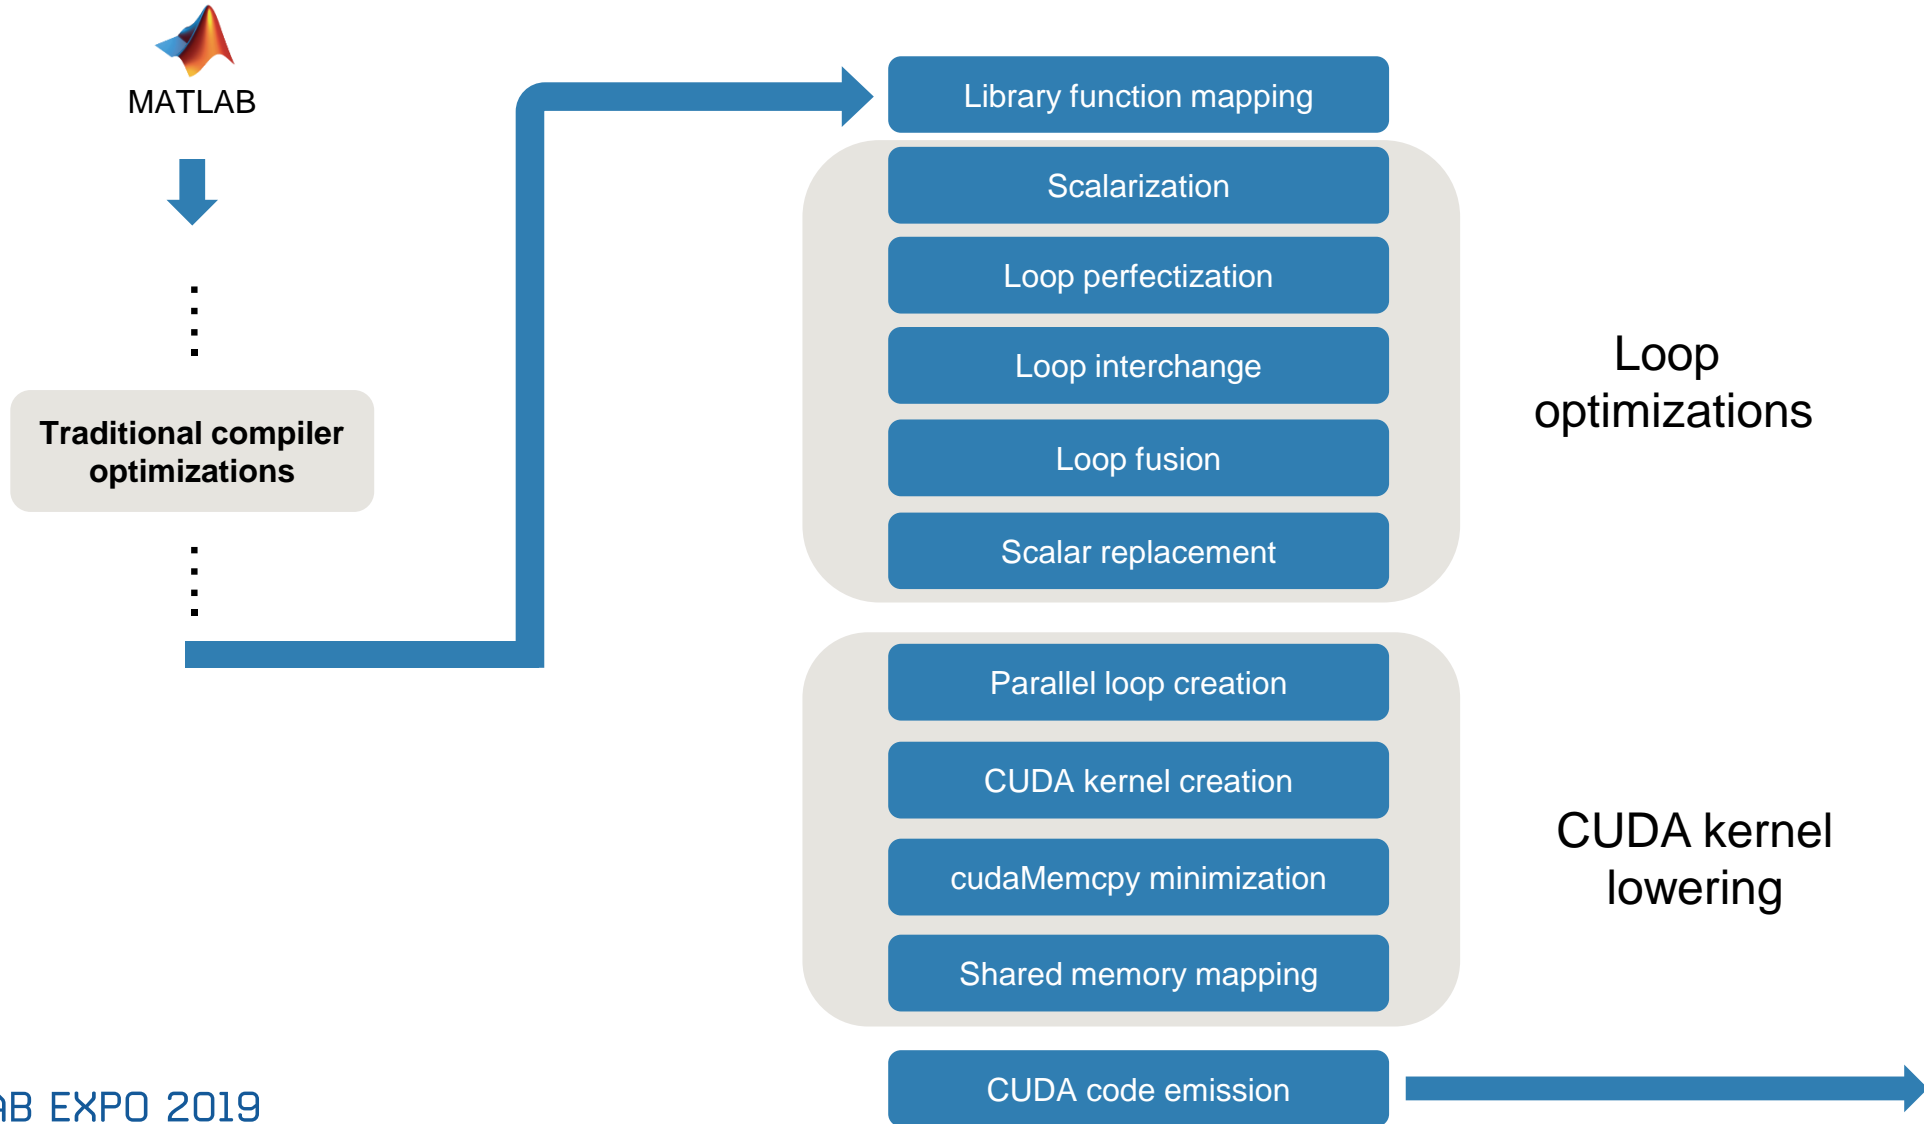 MATLAB
Traditional compiler
optimizations
Library function mapping
Scalarization
Loop perfectization
Loop interchange
Loop fusion
Scalar replacement
Loop
optimizations
Parallel loop creation
CUDA kernel creation
cudaMemcpy minimization
Shared memory mapping
CUDA kernel
lowering
CUDA code emission
AB EXPO 2019